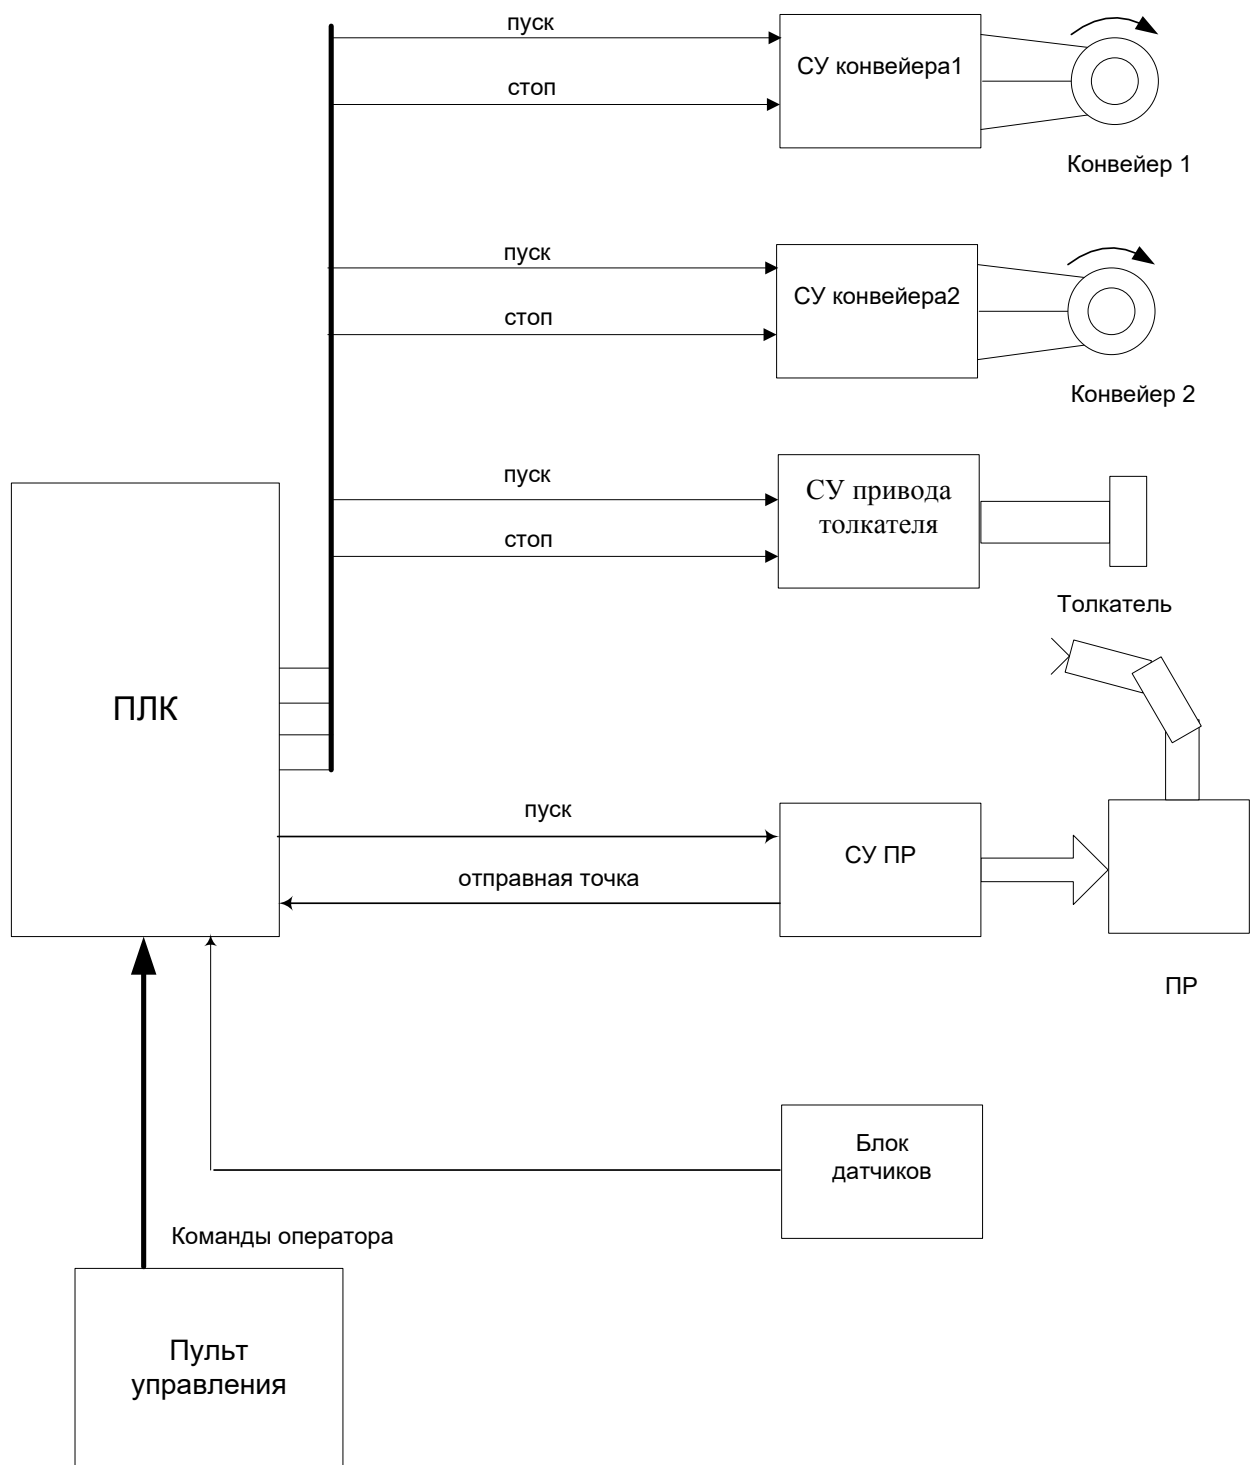 пуск
СУ конвейера1
стоп
Конвейер 1
пуск
СУ конвейера2
стоп
Конвейер 2
пуск
СУ привода
толкателя
стоп
Толкатель
ПЛК
пуск
СУ ПР
отправная точка
ПР
Блок
датчиков
Команды оператора
Пульт
управления